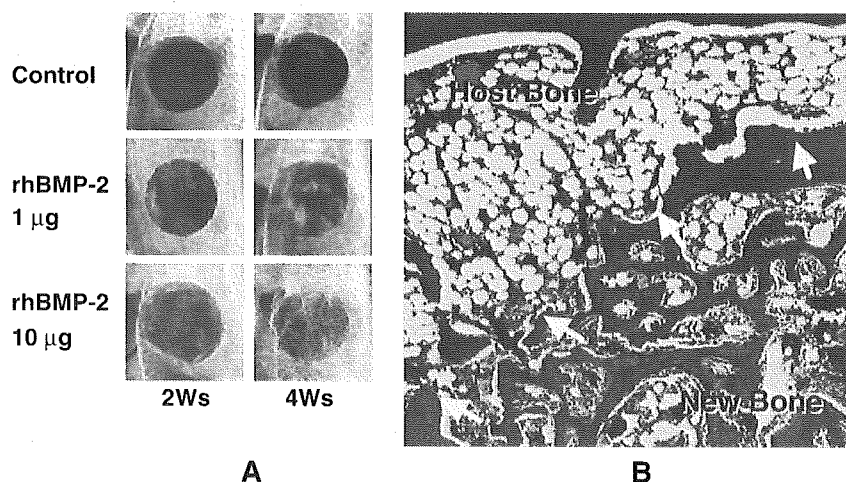 Control
rhBMP-2
1 μg
rhBMP-2
10 μg
2Ws
4Ws
A
Host Bone
New Bone
B